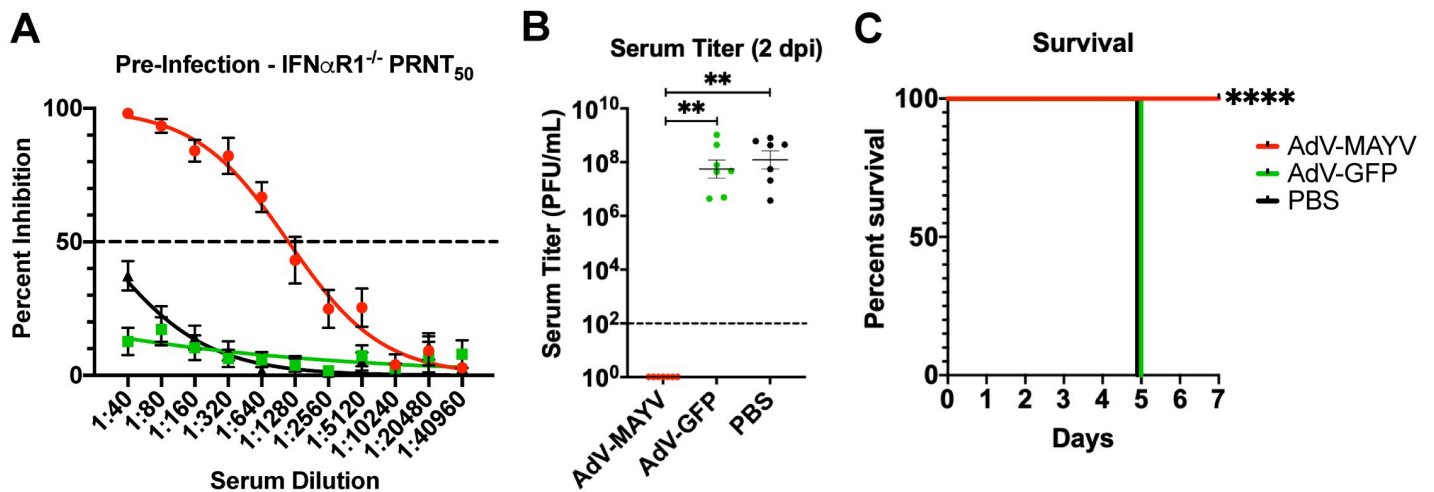 A
Pre-Infection - IFNαR1-/- PRNT50
Percent Inhibition
100
50
0
1:40
1:80
1:160
1:320
1:640
1:1280
1:2560
1:5120
1:10240
1:20480
1:40960
Serum Dilution
B
Serum Titer (2 dpi)
**
**
Serum Titer (PFU/mL)
10^10
10^8
10^6
10^4
10^2
10^0
AdV-MAYV
AdV-GFP
PBS
C
Survival
Percent survival
100
50
0
0 1 2 3 4 5 6 7
Days
****
AdV-MAYV
AdV-GFP
PBS